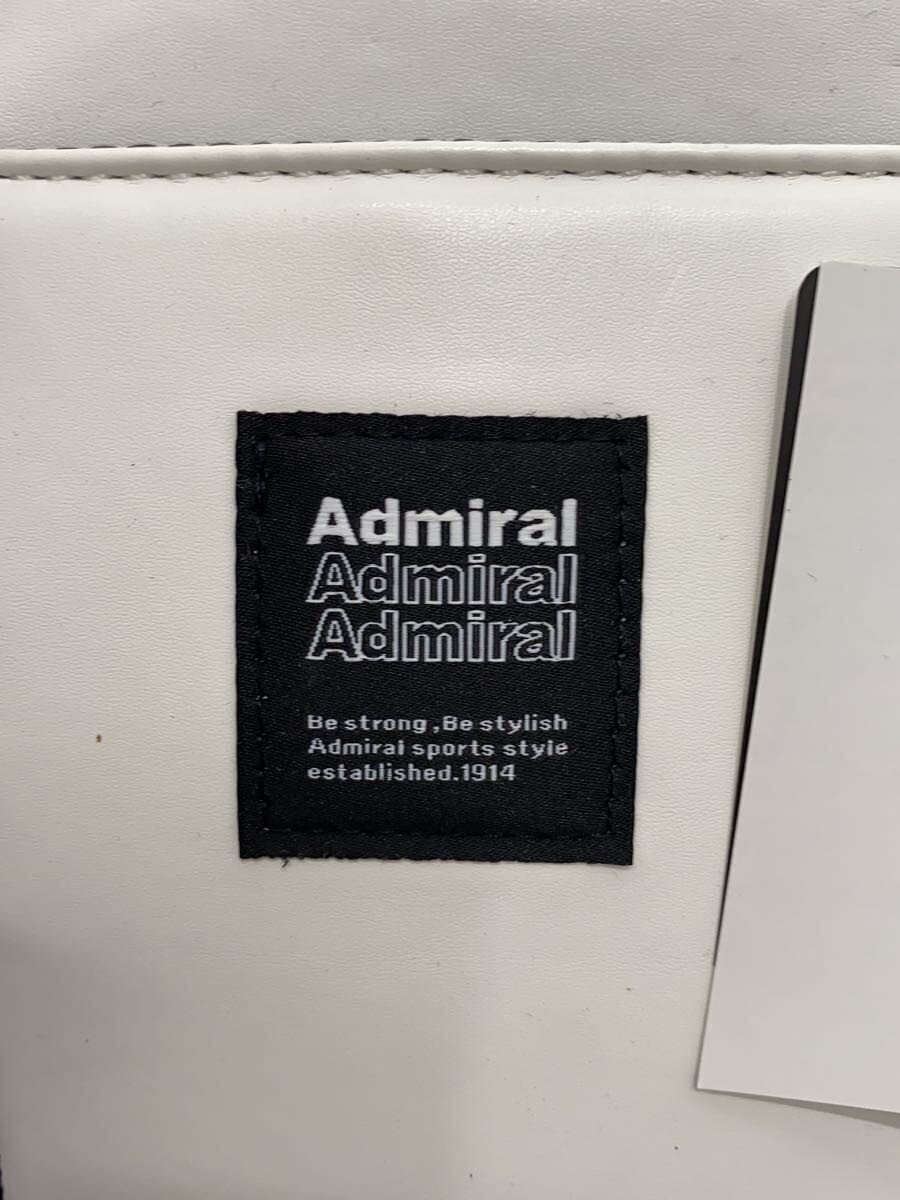 Admiral
Admiral
Admiral
Be strong ,Be stylish
Admiral sports style
established.1914